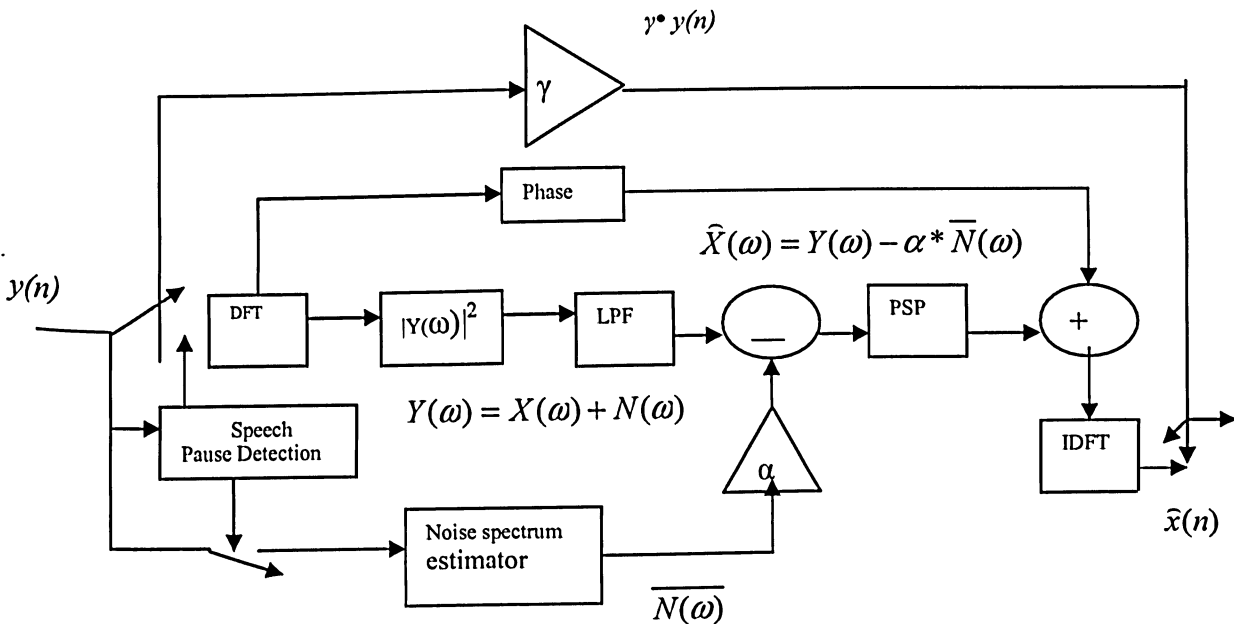 γ• y(n)
γ
Phase
X̂(ω) = Y(ω) − α* N̅(ω)
y(n)
DFT
|Y(ω)|²
LPF
—
PSP
+
Y(ω) = X(ω) + N(ω)
Speech
Pause Detection
α
IDFT
x̂(n)
Noise spectrum
estimator
N̅(̅ω̅)̅